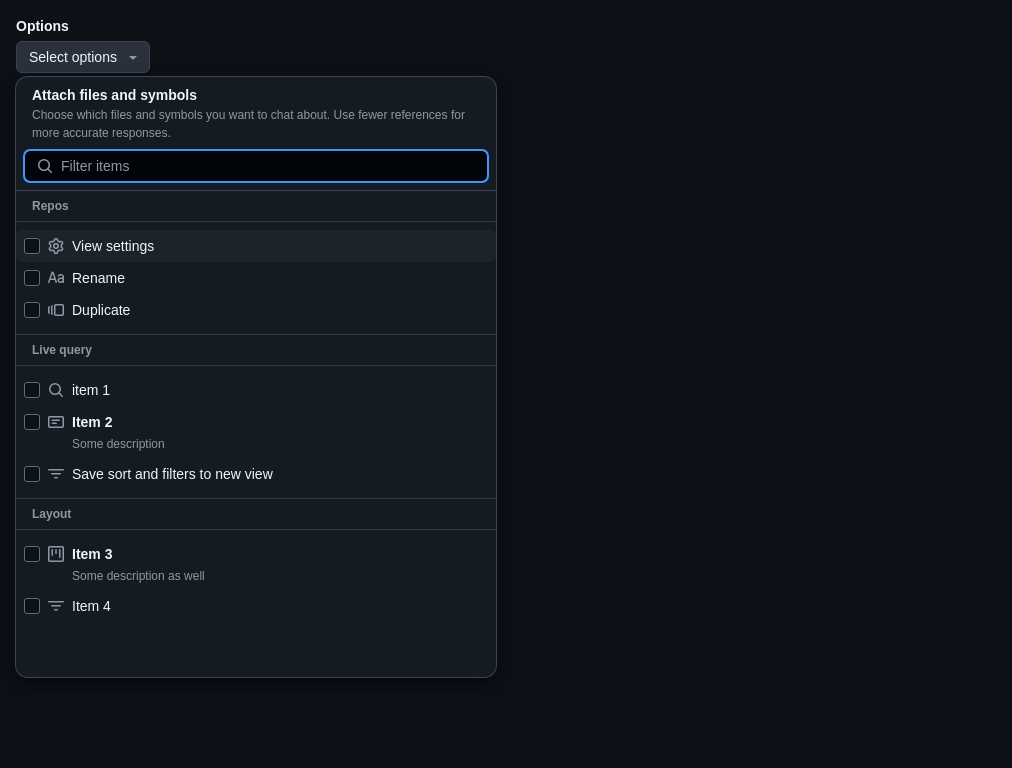 Options
Select options
Attach files and symbols
Choose which files and symbols you want to chat about. Use fewer references for
more accurate responses.
Filter items
Repos
View settings
Rename
Duplicate
Live query
item 1
Item 2
Some description
Save sort and filters to new view
Layout
Item 3
Some description as well
Item 4